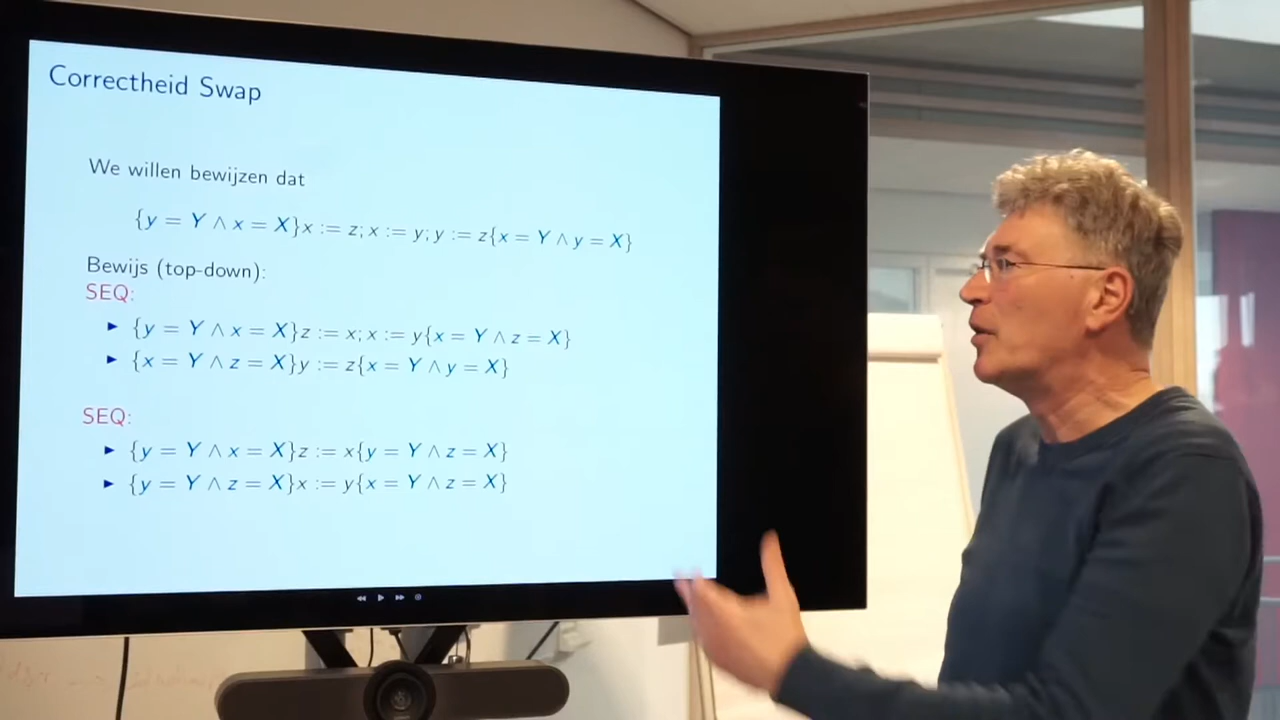 Correctheid Swap
We willen bewijzen dat
{y = Y ∧ x = X}x := z; x := y; y := z{x = Y ∧ y = X}
Bewijs (top-down):
SEQ:
▶ {y = Y ∧ x = X}z := x; x := y{x = Y ∧ z = X}
▶ {x = Y ∧ z = X}y := z{x = Y ∧ y = X}
SEQ:
▶ {y = Y ∧ x = X}z := x{y = Y ∧ z = X}
▶ {y = Y ∧ z = X}x := y{x = Y ∧ z = X}